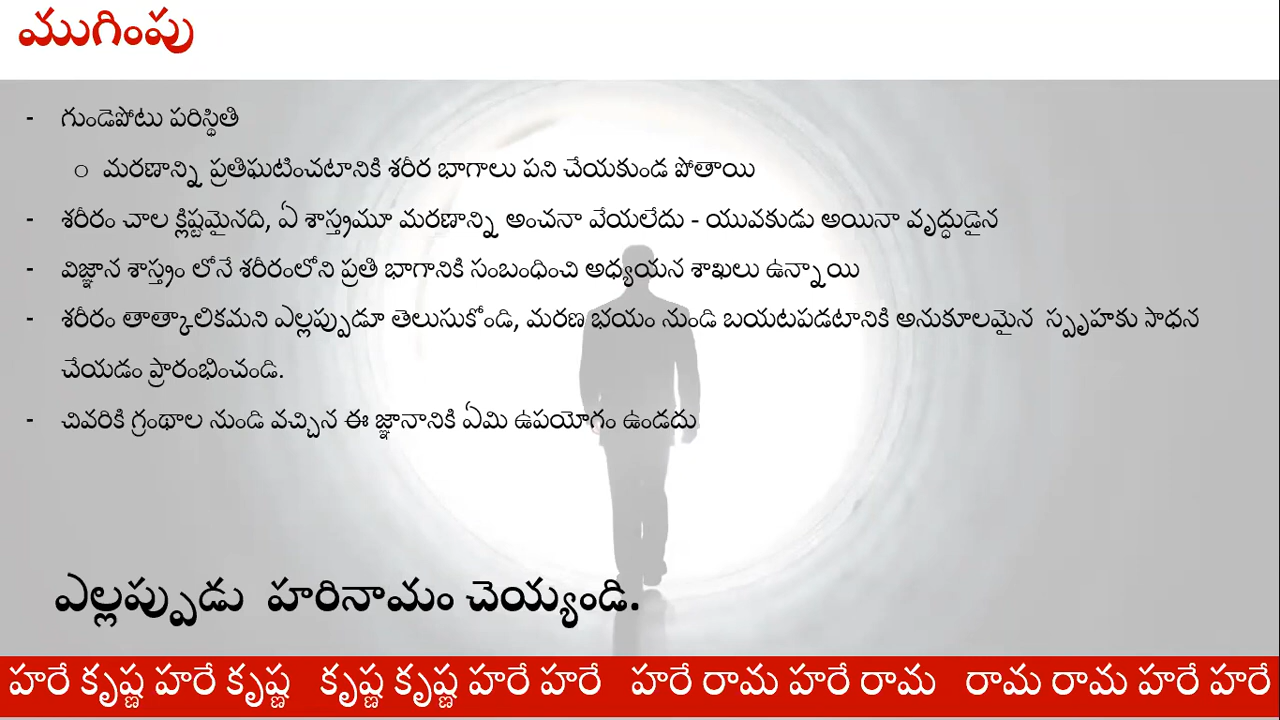 ముగింపు
- గుండెపోటు పరిస్థితి
o మరణాన్ని ప్రతిఘటించటానికి శరీర భాగాలు పని చేయకుండ పోతాయి
- శరీరం చాల క్లిష్టమైనది, ఏ శాస్త్రమూ మరణాన్ని అంచనా వేయలేదు - యువకుడు అయినా వృద్ధుడైన
- విజ్ఞాన శాస్త్రం లోనే శరీరంలోని ప్రతి భాగానికి సంబంధించి అధ్యయన శాఖలు ఉన్నాయి
- శరీరం తాత్కాలికమని ఎల్లప్పుడూ తెలుసుకోండి, మరణ భయం నుండి బయటపడటానికి అనుకూలమైన స్పృహకు సాధన
చేయడం ప్రారంభించండి.
- చివరికి గ్రంథాల నుండి వచ్చిన ఈ జ్ఞానానికి ఏమి ఉపయోగం ఉండదు
ఎల్లప్పుడు హరినామం చెయ్యండి.
హరే కృష్ణ హరే కృష్ణ కృష్ణ కృష్ణ హరే హరే హరే రామ హరే రామ రామ రామ హరే హరే